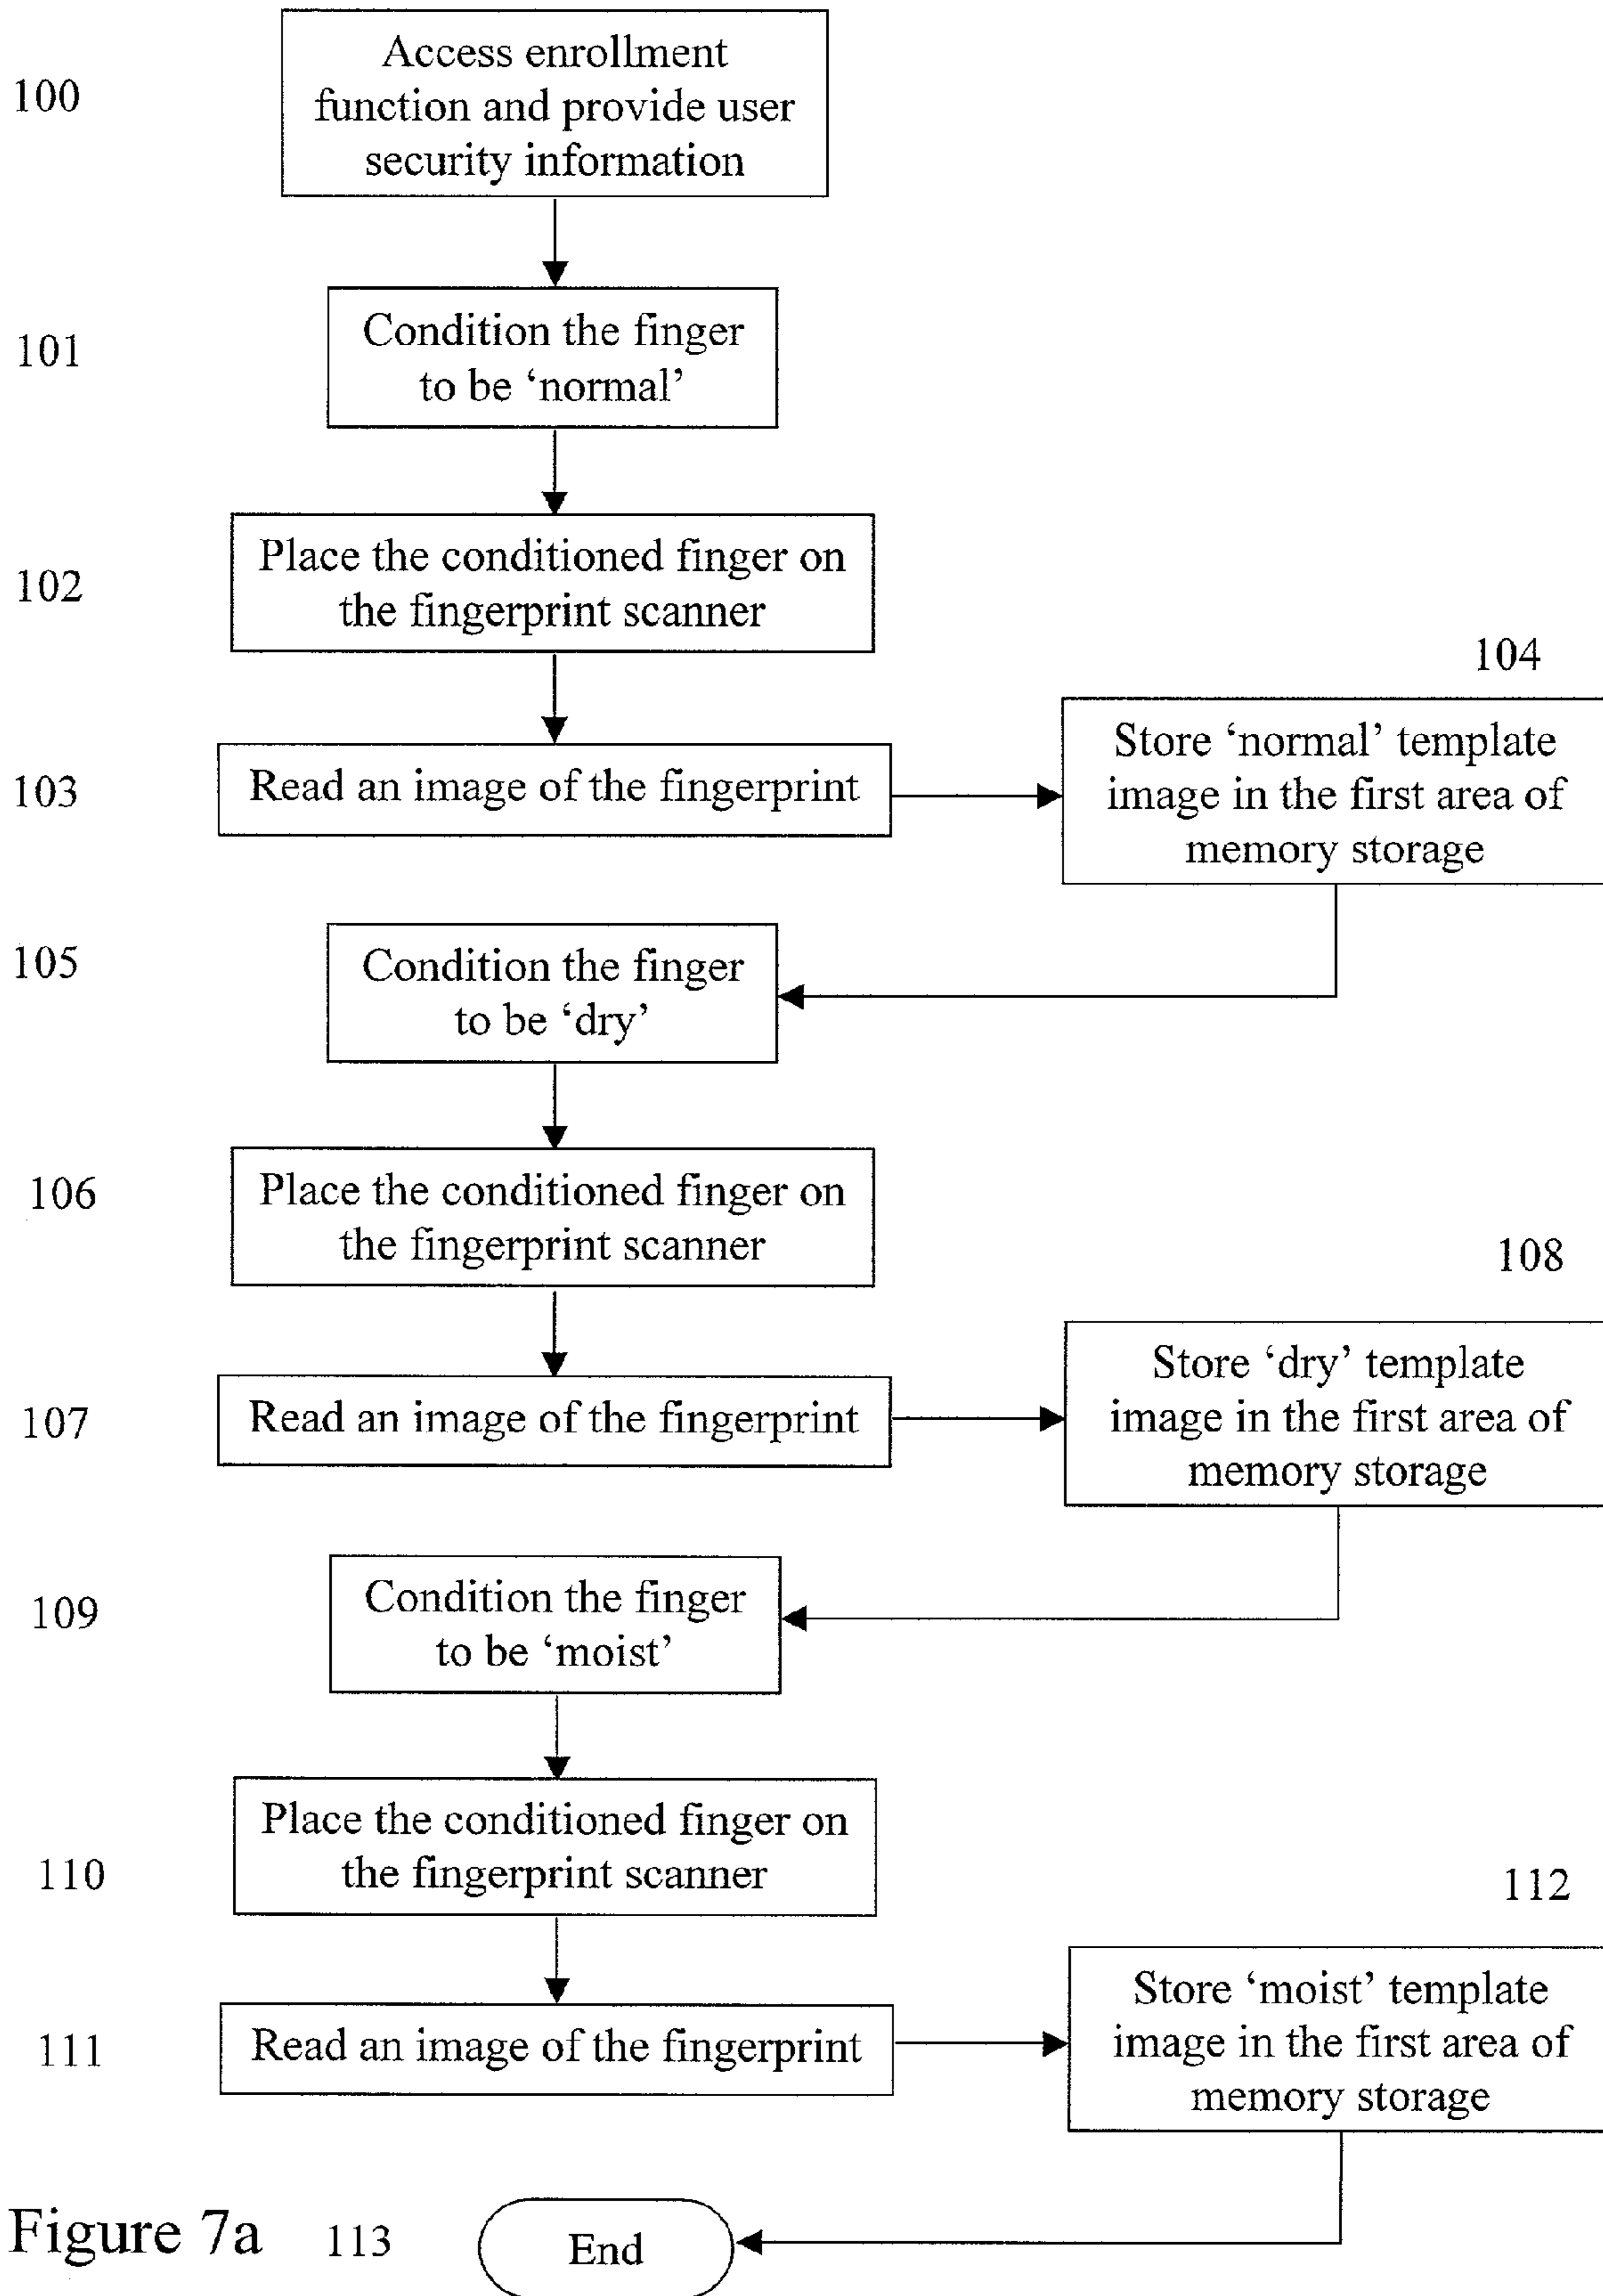 100
Access enrollment
function and provide user
security information
101
Condition the finger
to be ‘normal’
102
Place the conditioned finger on
the fingerprint scanner
103
Read an image of the fingerprint
104
Store ‘normal’ template
image in the first area of
memory storage
105
Condition the finger
to be ‘dry’
106
Place the conditioned finger on
the fingerprint scanner
107
Read an image of the fingerprint
108
Store ‘dry’ template
image in the first area of
memory storage
109
Condition the finger
to be ‘moist’
110
Place the conditioned finger on
the fingerprint scanner
111
Read an image of the fingerprint
112
Store ‘moist’ template
image in the first area of
memory storage
Figure 7a
113
End